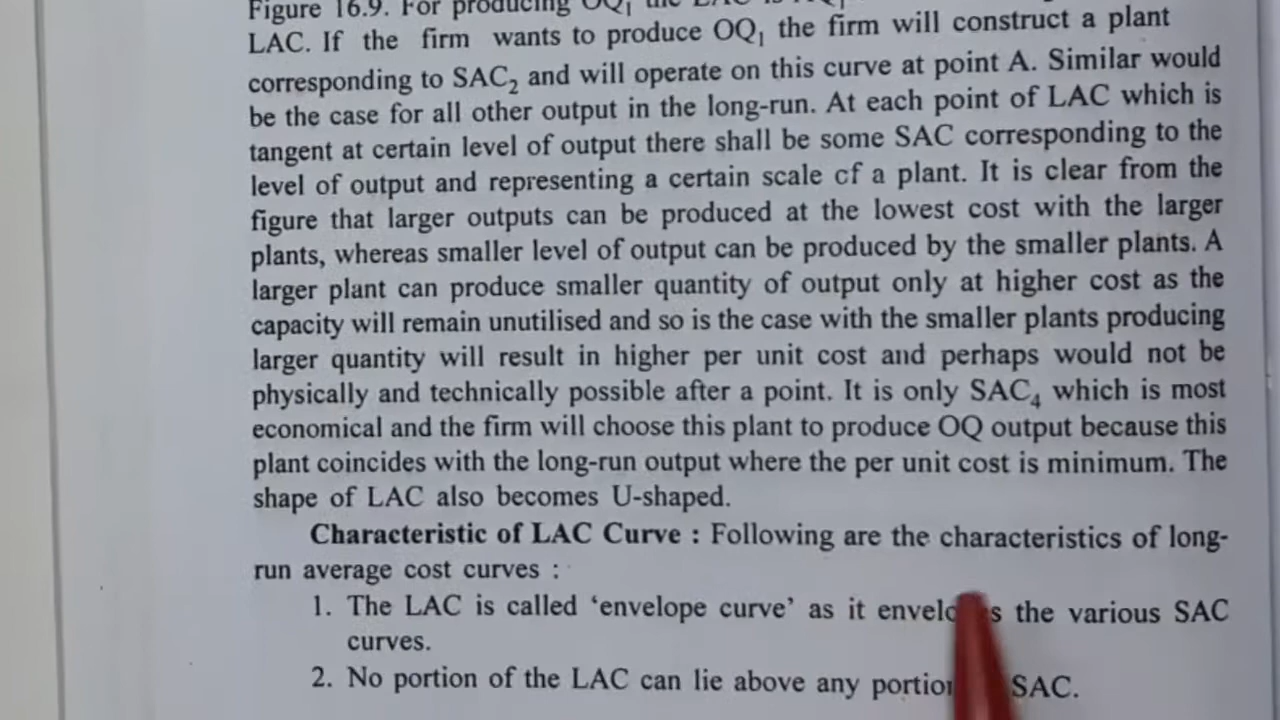 Figure 16.9. For producing OQ₁ the LAC is
LAC. If the firm wants to produce OQ₁ the firm will construct a plant
corresponding to SAC₂ and will operate on this curve at point A. Similar would
be the case for all other output in the long-run. At each point of LAC which is
tangent at certain level of output there shall be some SAC corresponding to the
level of output and representing a certain scale cf a plant. It is clear from the
figure that larger outputs can be produced at the lowest cost with the larger
plants, whereas smaller level of output can be produced by the smaller plants. A
larger plant can produce smaller quantity of output only at higher cost as the
capacity will remain unutilised and so is the case with the smaller plants producing
larger quantity will result in higher per unit cost and perhaps would not be
physically and technically possible after a point. It is only SAC₄ which is most
economical and the firm will choose this plant to produce OQ output because this
plant coincides with the long-run output where the per unit cost is minimum. The
shape of LAC also becomes U-shaped.
Characteristic of LAC Curve : Following are the characteristics of long-
run average cost curves :
1. The LAC is called ‘envelope curve’ as it the various SAC
curves.
2. No portion of the LAC can lie above any SAC.